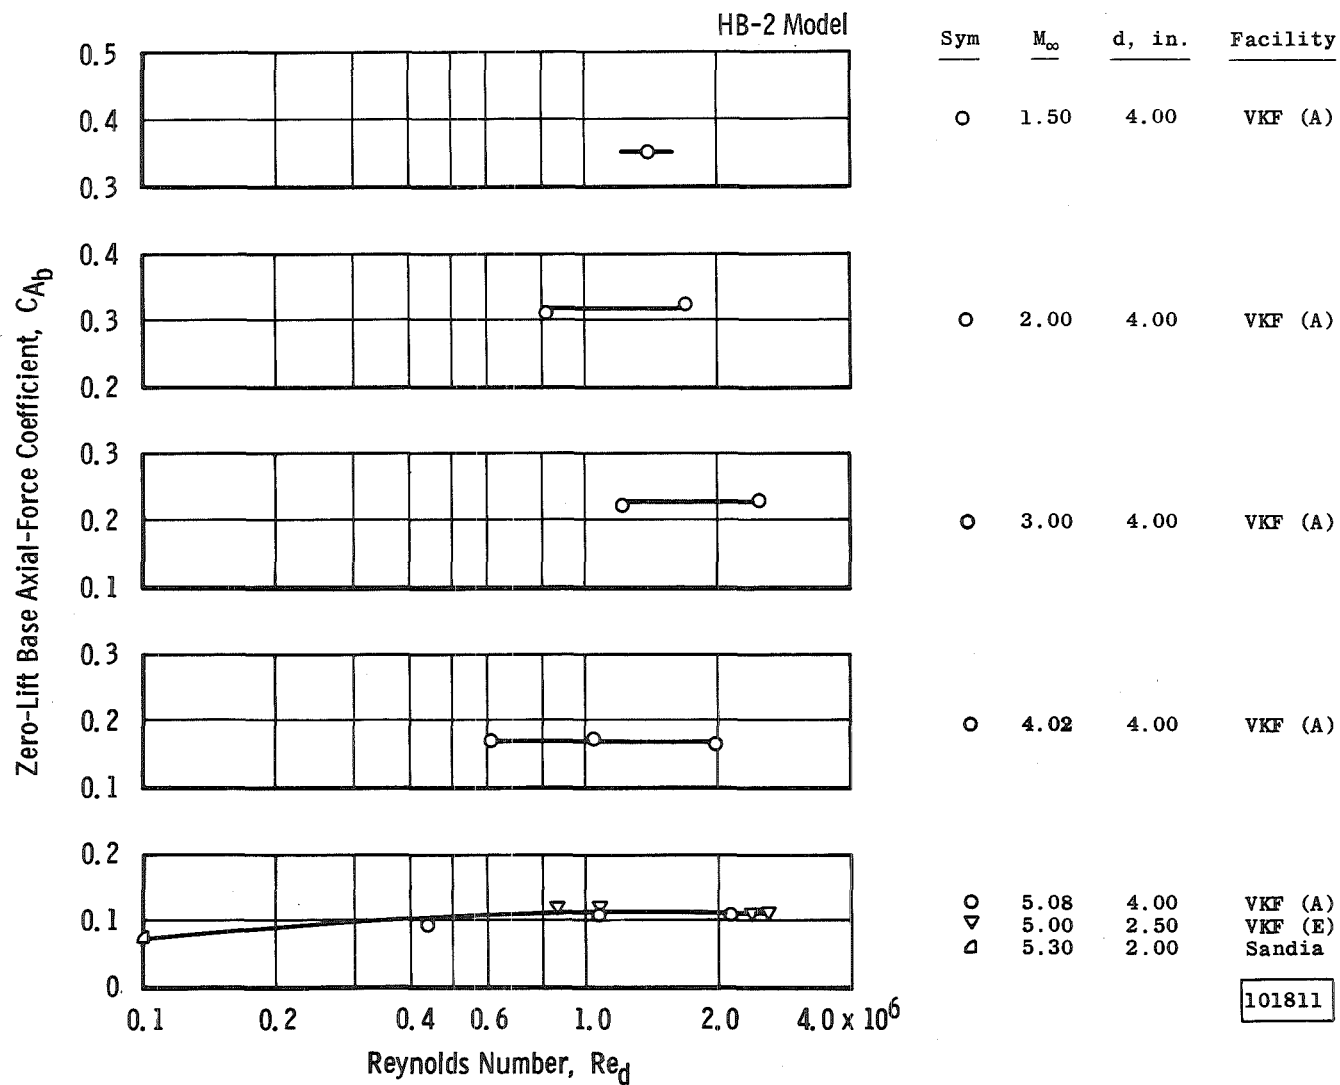 HB-2 Model
Sym M∞ d, in. Facility
0.5
0.4
0.3
1.50 4.00 VKF (A)
0.4
0.3
0.2
2.00 4.00 VKF (A)
0.3
0.2
0.1
3.00 4.00 VKF (A)
0.3
0.2
0.1
4.02 4.00 VKF (A)
0.2
0.1
0
5.08 4.00 VKF (A)
5.00 2.50 VKF (E)
5.30 2.00 Sandia
101811
Zero-Lift Base Axial-Force Coefficient, CAb
0.1 0.2 0.4 0.6 1.0 2.0 4.0 x 10⁶
Reynolds Number, Red